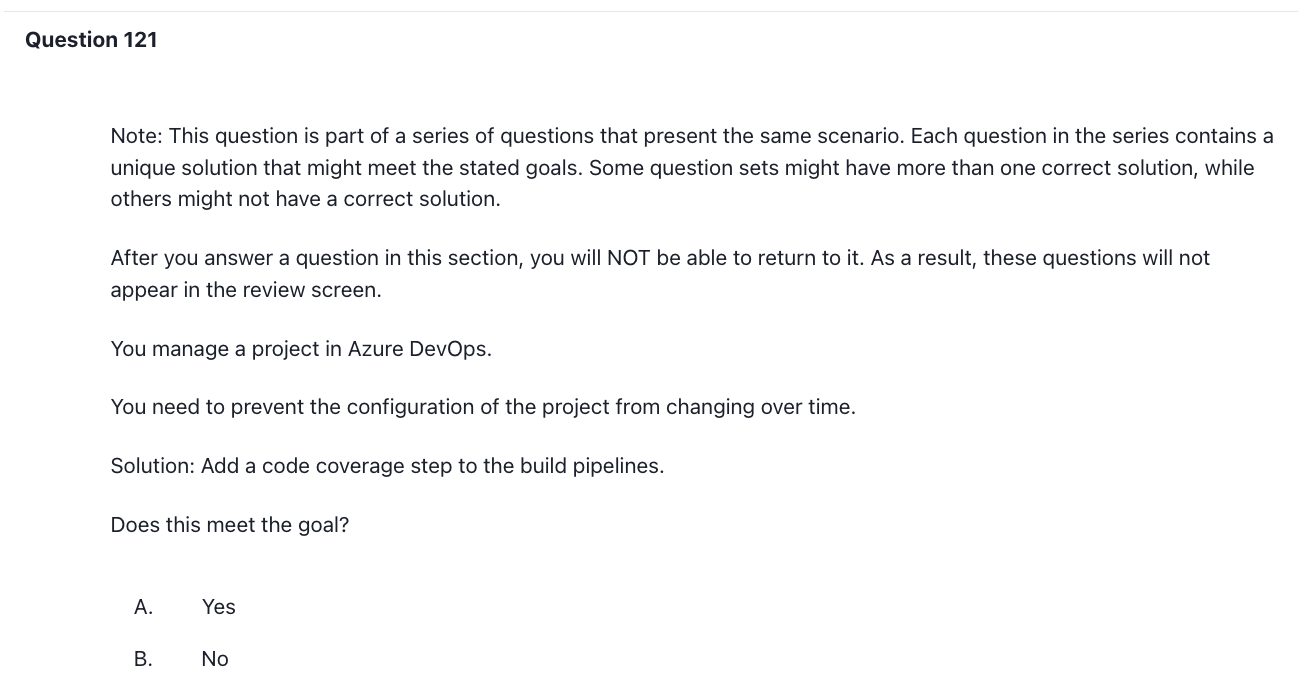 Question 121
Note: This question is part of a series of questions that present the same scenario. Each question in the series contains a
unique solution that might meet the stated goals. Some question sets might have more than one correct solution, while
others might not have a correct solution.
After you answer a question in this section, you will NOT be able to return to it. As a result, these questions will not
appear in the review screen.
You manage a project in Azure DevOps.
You need to prevent the configuration of the project from changing over time.
Solution: Add a code coverage step to the build pipelines.
Does this meet the goal?
A. Yes
B. No